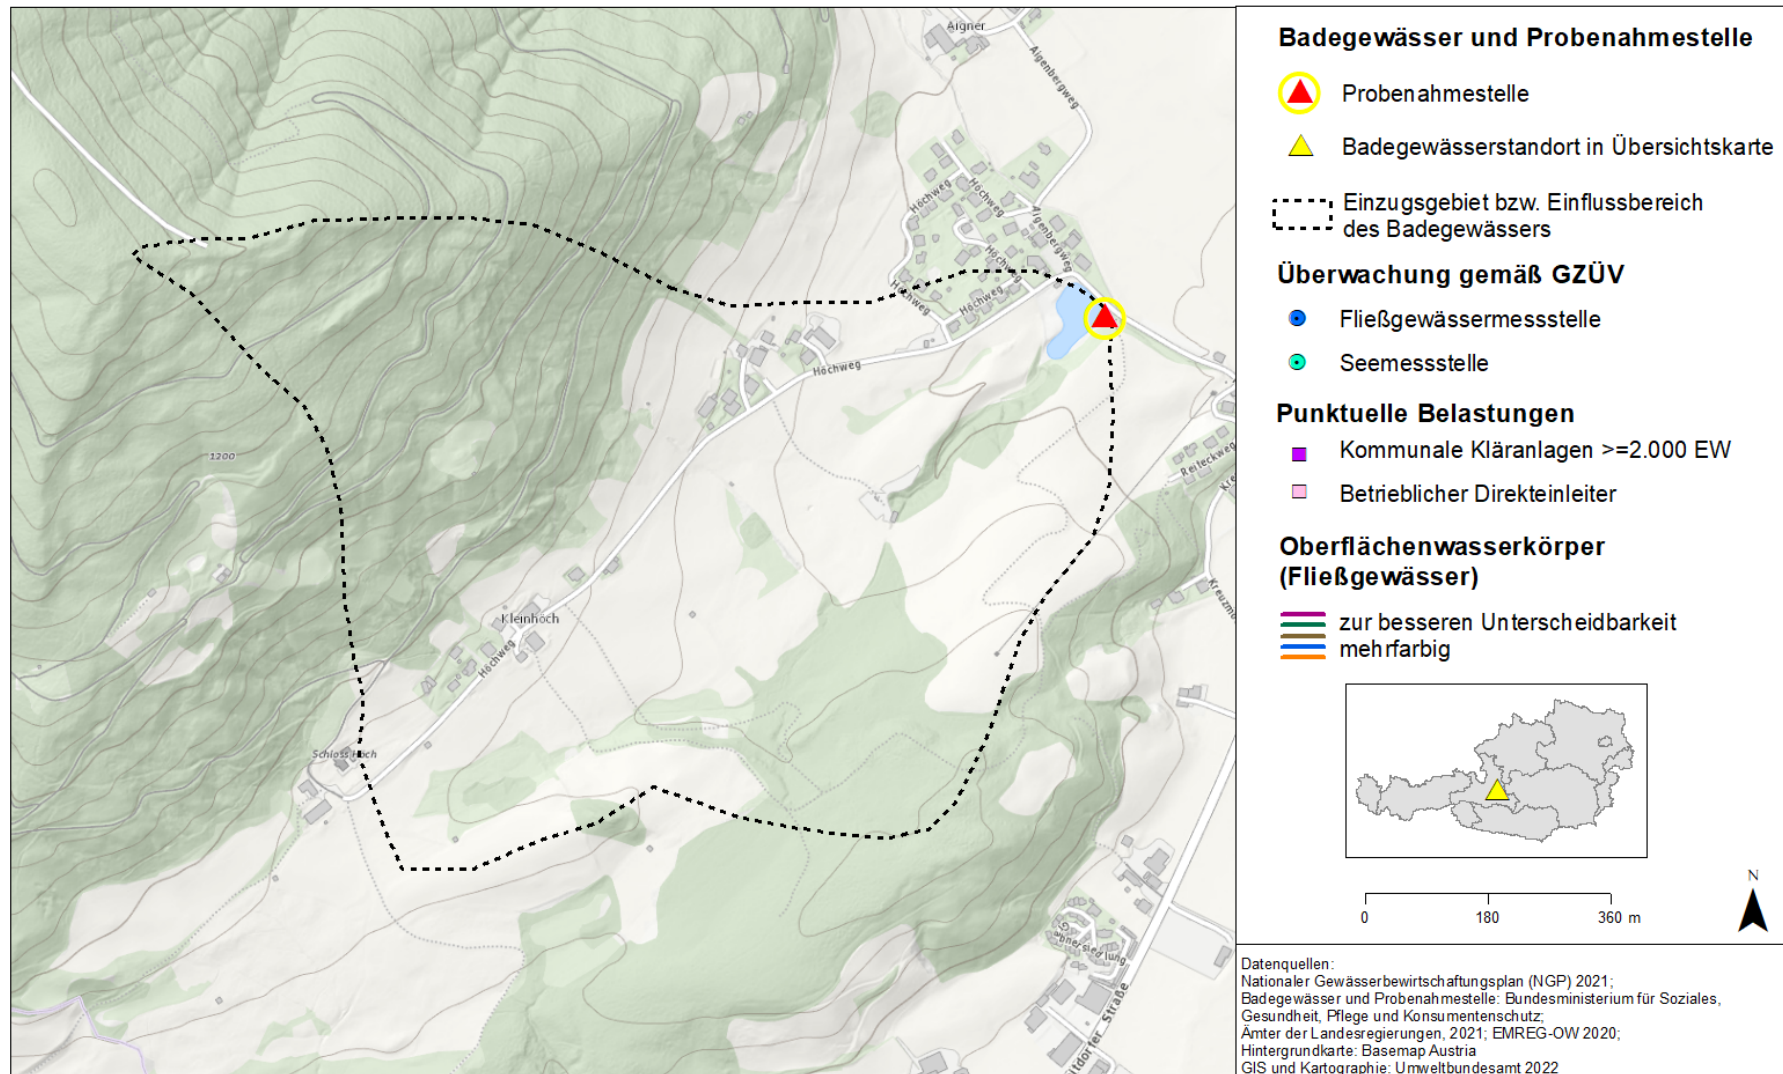 Aigner
Aigenbergweg
Höchweg
Höchweg
Aigenbergweg
Höchweg
Höchweg
Höchweg
Höchweg
Reiteckweg
1200
Kleinhöch
Höchweg
Schloss Höch
Badegewässer und Probenahmestelle
Probenahmestelle
Badegewässerstandort in Übersichtskarte
Einzugsgebiet bzw. Einflussbereich
des Badegewässers
Überwachung gemäß GZÜV
Fließgewässermessstelle
Seemessstelle
Punktuelle Belastungen
Kommunale Kläranlagen >=2.000 EW
Betrieblicher Direkteinleiter
Oberflächenwasserkörper
(Fließgewässer)
zur besseren Unterscheidbarkeit
mehrfarbig
N
0 180 360 m
Datenquellen:
Nationaler Gewässerbewirtschaftungsplan (NGP) 2021;
Badegewässer und Probenahmestelle: Bundesministerium für Soziales,
Gesundheit, Pflege und Konsumentenschutz;
Ämter der Landesregierungen, 2021; EMREG-OW 2020;
Hintergrundkarte: Basemap Austria
GIS und Kartographie: Umweltbundesamt 2022